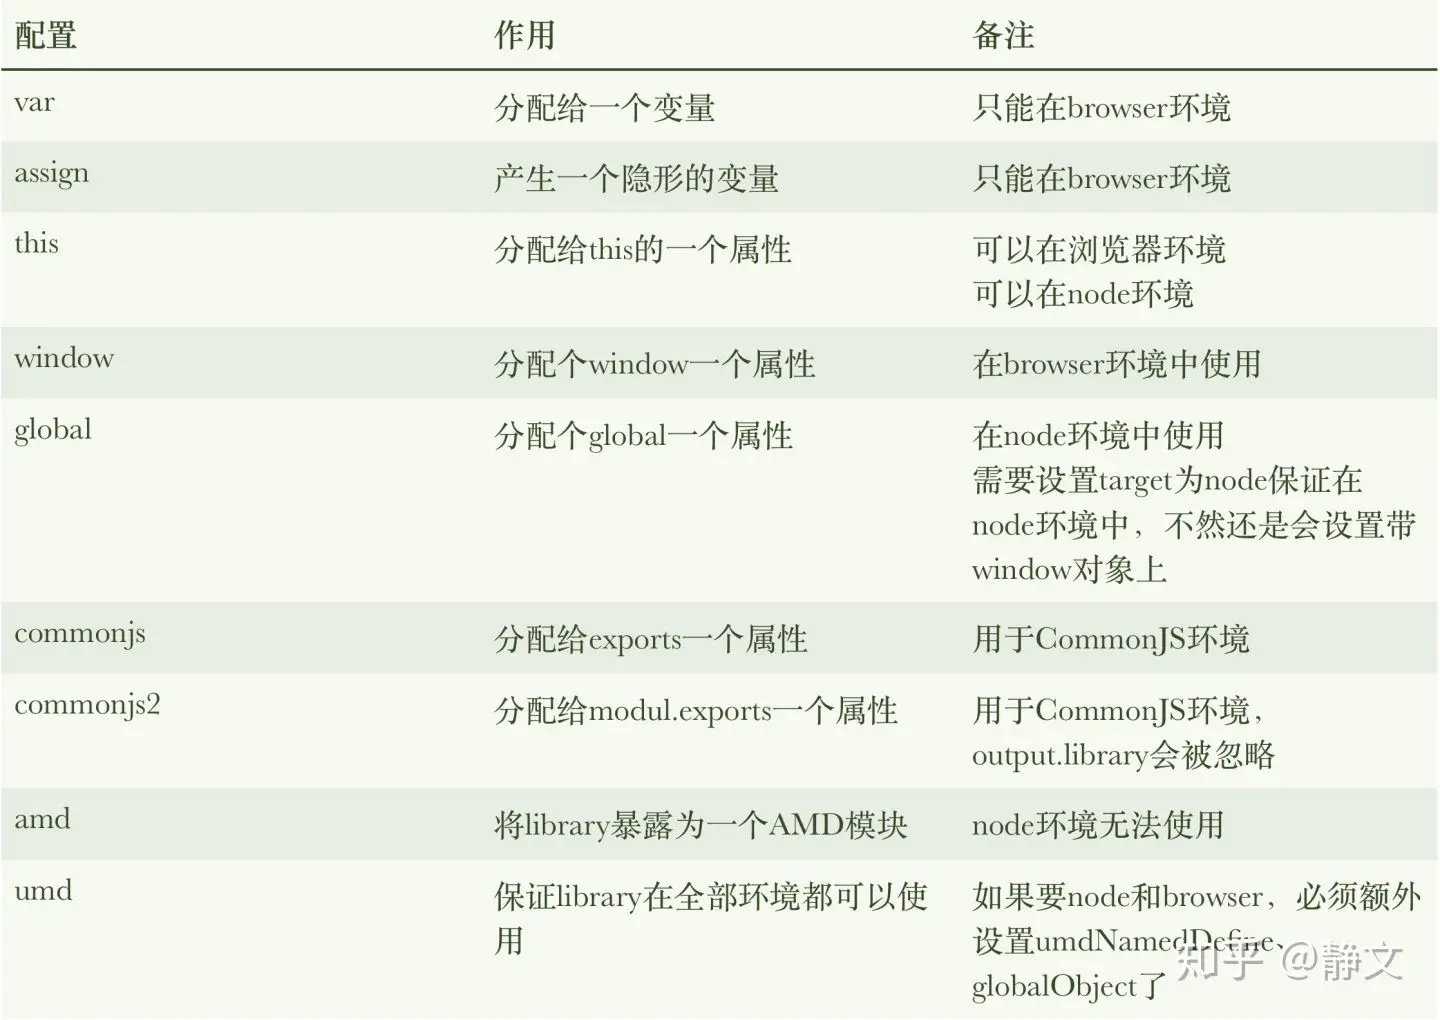 配置 作用 备注
var 分配给一个变量 只能在browser环境
assign 产生一个隐形的变量 只能在browser环境
this 分配给this的一个属性 可以在浏览器环境
可以在node环境
window 分配个window一个属性 在browser环境中使用
global 分配个global一个属性 在node环境中使用
需要设置target为node保证在
node环境中，不然还是会设置带
window对象上
commonjs 分配给exports一个属性 用于CommonJS环境
commonjs2 分配给modul.exports一个属性 用于CommonJS环境，
output.library会被忽略
amd 将library暴露为一个AMD模块 node环境无法使用
umd 保证library在全部环境都可以使 如果要node和browser，必须额外
用 设置umdNamedDefine、
globalObject了
知乎 @静文